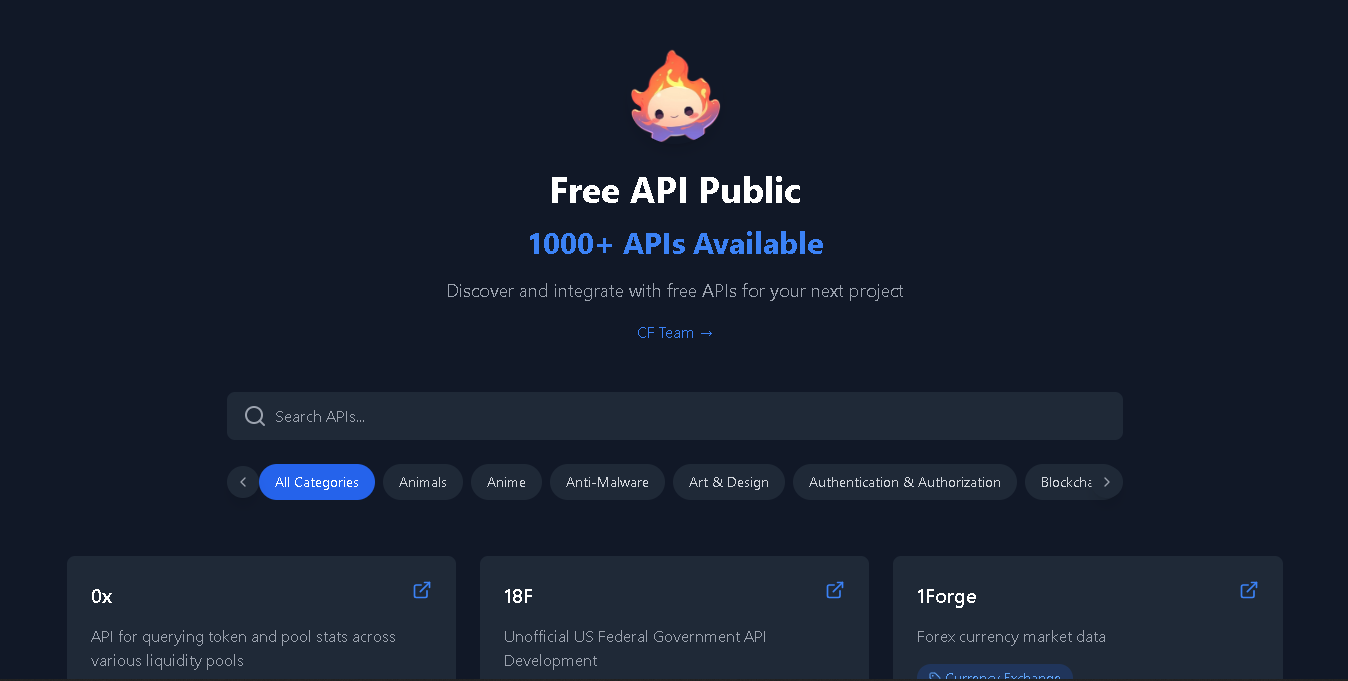 Free API Public
1000+ APIs Available
Discover and integrate with free APIs for your next project
CF Team →
Search APIs...
All Categories Animals Anime Anti-Malware Art & Design Authentication & Authorization Blockcha
0x 18F 1Forge
API for querying token and pool stats across
various liquidity pools
Unofficial US Federal Government API
Development
Forex currency market data
Currency Exchange